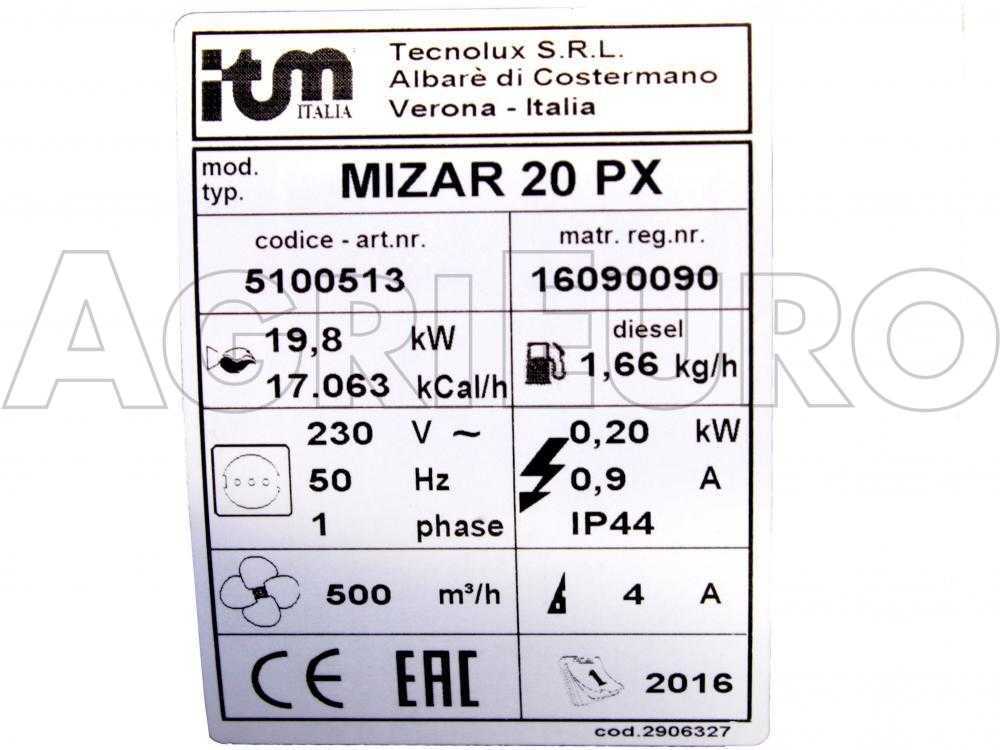 itm
ITALIA
Tecnolux S.R.L.
Albarè di Costermano
Verona - Italia
mod.
typ.
MIZAR 20 PX
codice - art.nr.
5100513
matr. reg.nr.
16090090
19,8 kW
17.063 kCal/h
diesel
1,66 kg/h
230 V ~
50 Hz
1 phase
0,20 kW
0,9 A
IP44
500 m³/h
4 A
CE EAC
1 2016
cod.2906327
AGRIEURO